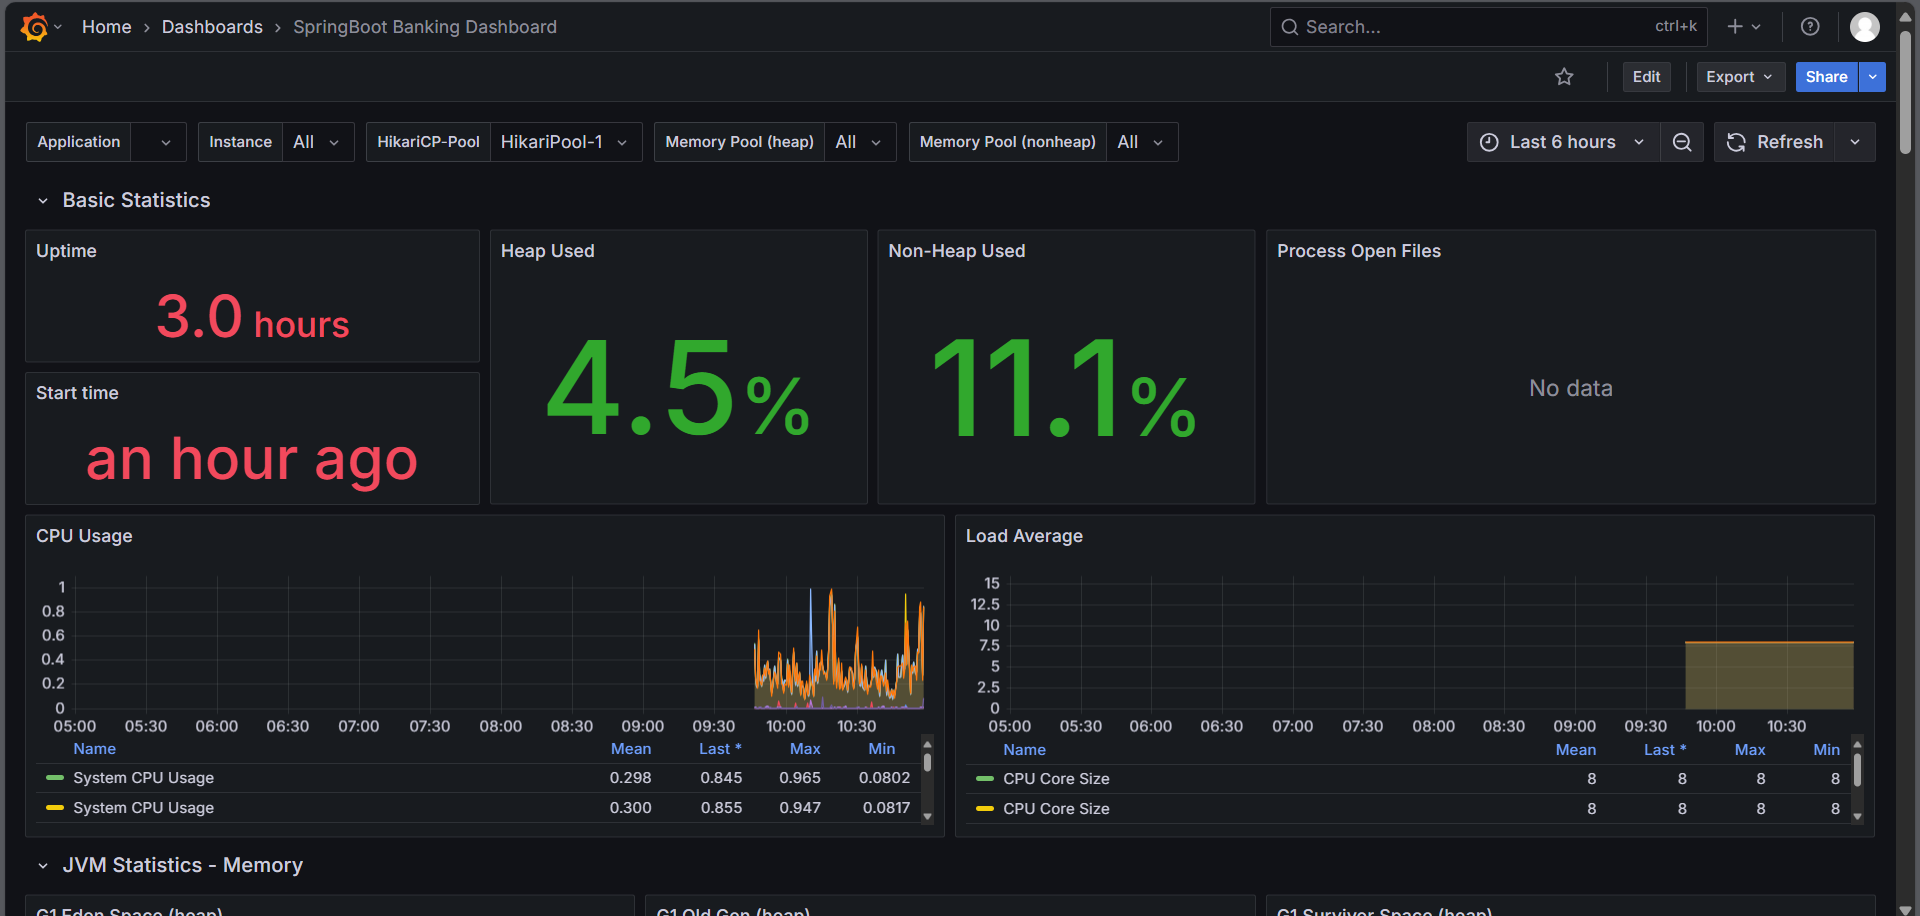 Home › Dashboards › SpringBoot Banking Dashboard
Search... ctrl+k
Edit Export Share
Application Instance All HikariCP-Pool HikariPool-1 Memory Pool (heap) All Memory Pool (nonheap) All Last 6 hours Refresh
Basic Statistics
Uptime
3.0 hours
Start time
an hour ago
Heap Used
4.5%
Non-Heap Used
11.1%
Process Open Files
No data
CPU Usage
1
0.8
0.6
0.4
0.2
0
05:00 05:30 06:00 06:30 07:00 07:30 08:00 08:30 09:00 09:30 10:00 10:30
Name Mean Last * Max Min
System CPU Usage 0.298 0.845 0.965 0.0802
System CPU Usage 0.300 0.855 0.947 0.0817
Load Average
15
12.5
10
7.5
5
2.5
0
05:00 05:30 06:00 06:30 07:00 07:30 08:00 08:30 09:00 09:30 10:00 10:30
Name Mean Last * Max Min
CPU Core Size 8 8 8 8
CPU Core Size 8 8 8 8
JVM Statistics - Memory
G1 Eden Space (heap)
G1 Old Gen (heap)
G1 Survivor Space (heap)